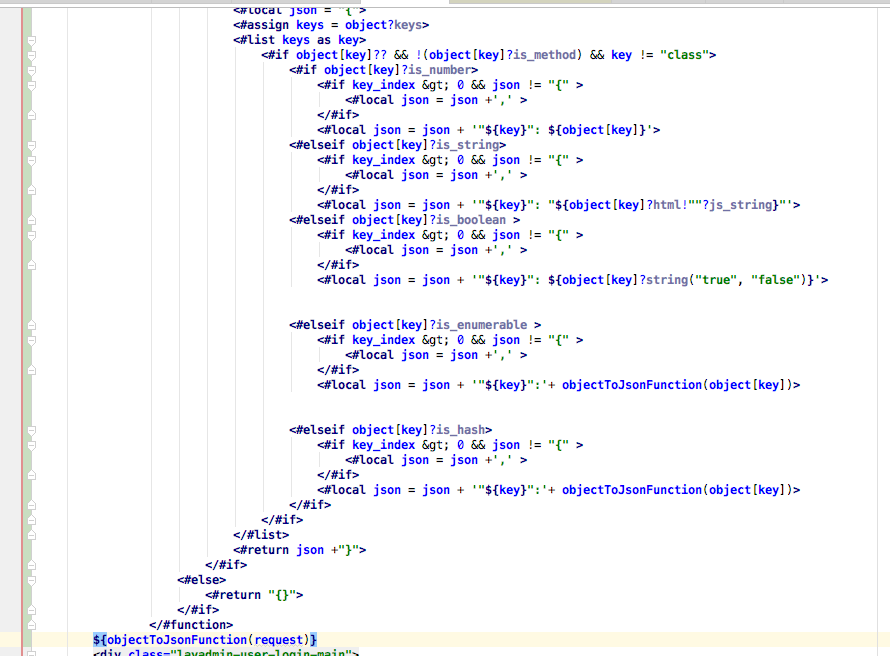 <#local json = "{">
<#assign keys = object?keys>
<#list keys as key>
<#if object[key]?? && !(object[key]?is_method) && key != "class">
<#if object[key]?is_number>
<#if key_index &gt; 0 && json != "{" >
<#local json = json +',' >
</#if>
<#local json = json + '"${key}": ${object[key]}'>
<#elseif object[key]?is_string>
<#if key_index &gt; 0 && json != "{" >
<#local json = json +',' >
</#if>
<#local json = json + '"${key}": "${object[key]?html!""?js_string}"'>
<#elseif object[key]?is_boolean >
<#if key_index &gt; 0 && json != "{" >
<#local json = json +',' >
</#if>
<#local json = json + '"${key}": ${object[key]?string("true", "false")}'>
<#elseif object[key]?is_enumerable >
<#if key_index &gt; 0 && json != "{" >
<#local json = json +',' >
</#if>
<#local json = json + '"${key}":'+ objectToJsonFunction(object[key])>
<#elseif object[key]?is_hash>
<#if key_index &gt; 0 && json != "{" >
<#local json = json +',' >
</#if>
<#local json = json + '"${key}":'+ objectToJsonFunction(object[key])>
</#if>
</#if>
</#list>
<#return json +"}">
</#if>
<#else>
<#return "{}">
</#if>
</#function>
${objectToJsonFunction(request)}
<div class="layadmin-user-login-main">